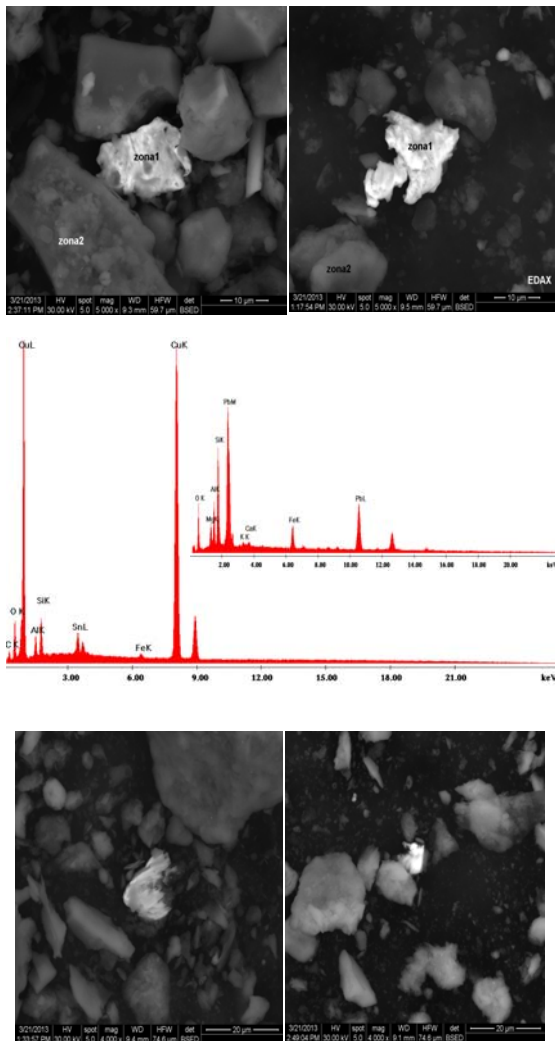 zona1
zona2
3/21/2013 HV spot mag WD HFW det 10 µm
2:37:11 PM 30.00 kV 5.0 5 000 x 9.3 mm 59.7 µm BSED
zona1
zona2
EDAX
3/21/2013 HV spot mag WD HFW det 10 µm
1:17:54 PM 30.00 kV 5.0 5 000 x 9.5 mm 59.7 µm BSED
CuL
CuK
O K
C K
AlK
SiK
SnL
FeK
3.00 6.00 9.00 12.00 15.00 18.00 21.00 keV
PbM
SiK
O K
AlK
MgK
K K
CaK
FeK
PbL
2.00 4.00 6.00 8.00 10.00 12.00 14.00 16.00 18.00 20.00 22.00 keV
3/21/2013 HV spot mag WD HFW det 20 µm
1:33:57 PM 30.00 kV 5.0 4 000 x 9.4 mm 74.6 µm BSED
3/21/2013 HV spot mag WD HFW det 20 µm
2:49:04 PM 30.00 kV 5.0 4 000 x 9.1 mm 74.6 µm BSED